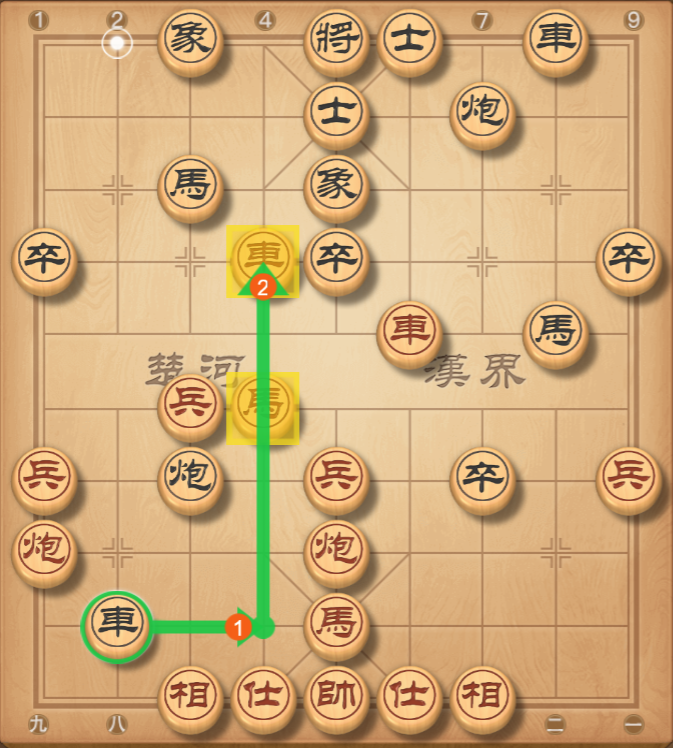 1 2 4 7 9
象 將 士 車
士 炮
馬 象
卒 車 卒 卒
2
車 馬
楚河 漢界
兵 馬
兵 炮 兵 卒 兵
炮 炮
車 1 馬
相 仕 帥 仕 相
九 八 二 一